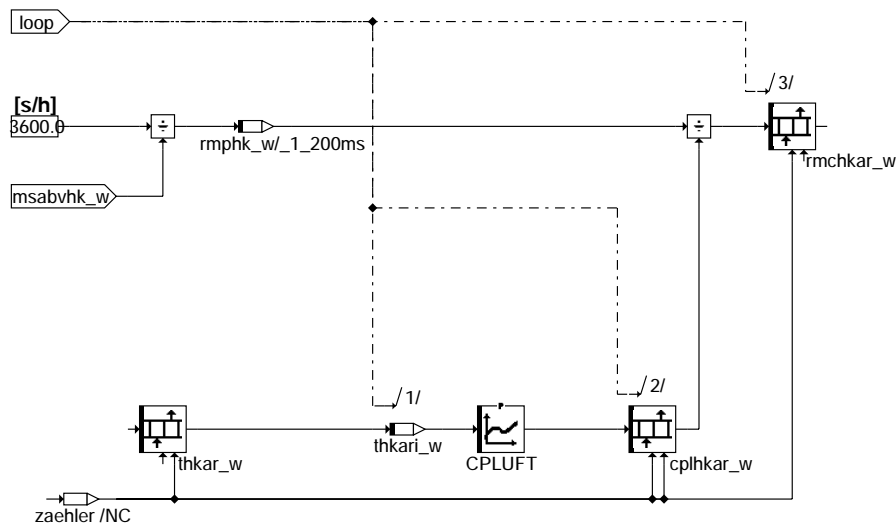 loop
/ 3/
[s/h]
3600.0
rmphk_w/_1_200ms
rmchkar_w
msabvhk_w
/ 1/
/ 2/
P
thkar_w
thkari_w
CPLUFT
cplhkar_w
zaehler /NC